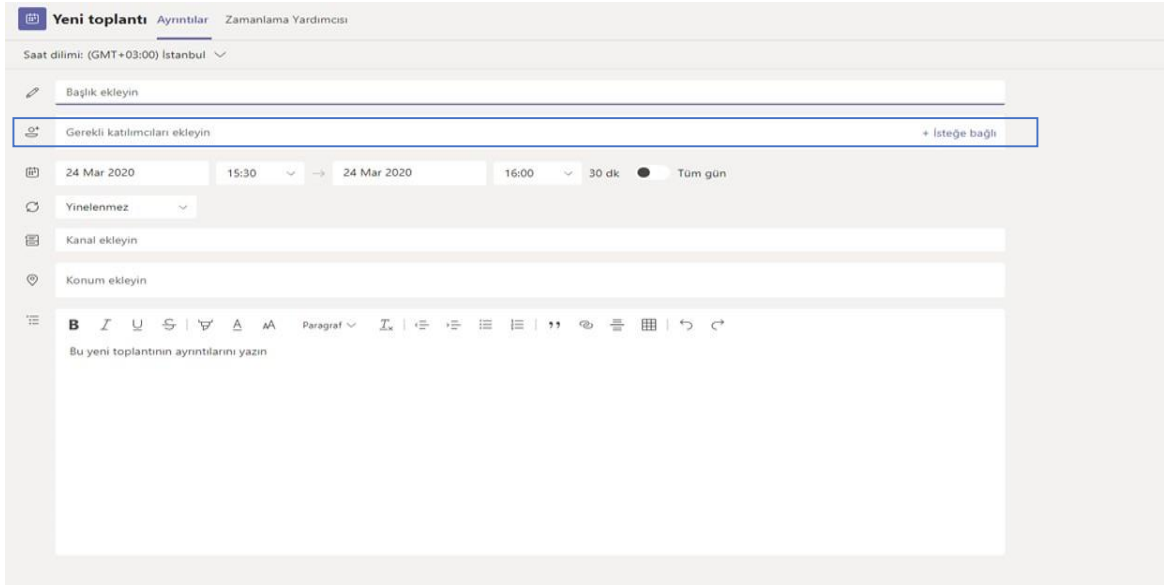 Yeni toplantı Ayrıntılar Zamanlama Yardımcısı
Saat dilimi: (GMT+03:00) İstanbul
Başlık ekleyin
Gerekli katılımcıları ekleyin + İsteğe bağlı
24 Mar 2020 15:30 → 24 Mar 2020 16:00 30 dk Tüm gün
Yinelenmez
Kanal ekleyin
Konum ekleyin
B I U S A AA Paragraf Tx
Bu yeni toplantının ayrıntılarını yazın